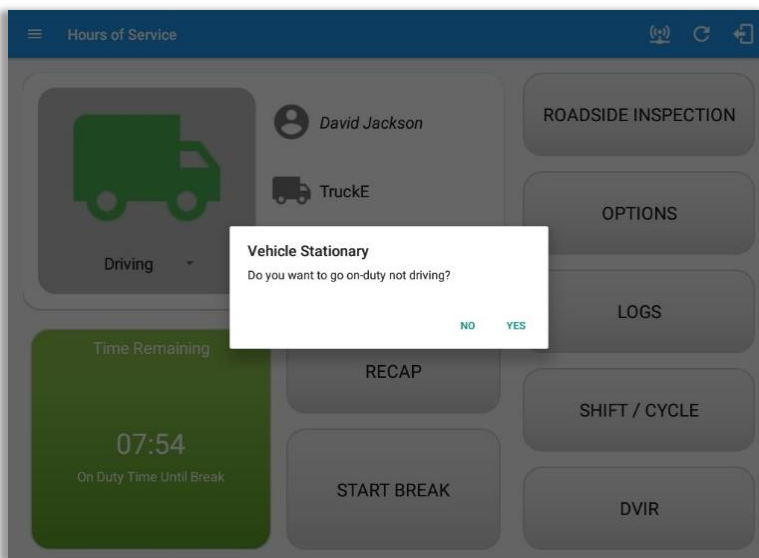 Hours of Service
David Jackson
TruckE
Driving
ROADSIDE INSPECTION
OPTIONS
LOGS
SHIFT / CYCLE
DVIR
Vehicle Stationary
Do you want to go on-duty not driving?
NO YES
Time Remaining
07:54
On Duty Time Until Break
RECAP
START BREAK